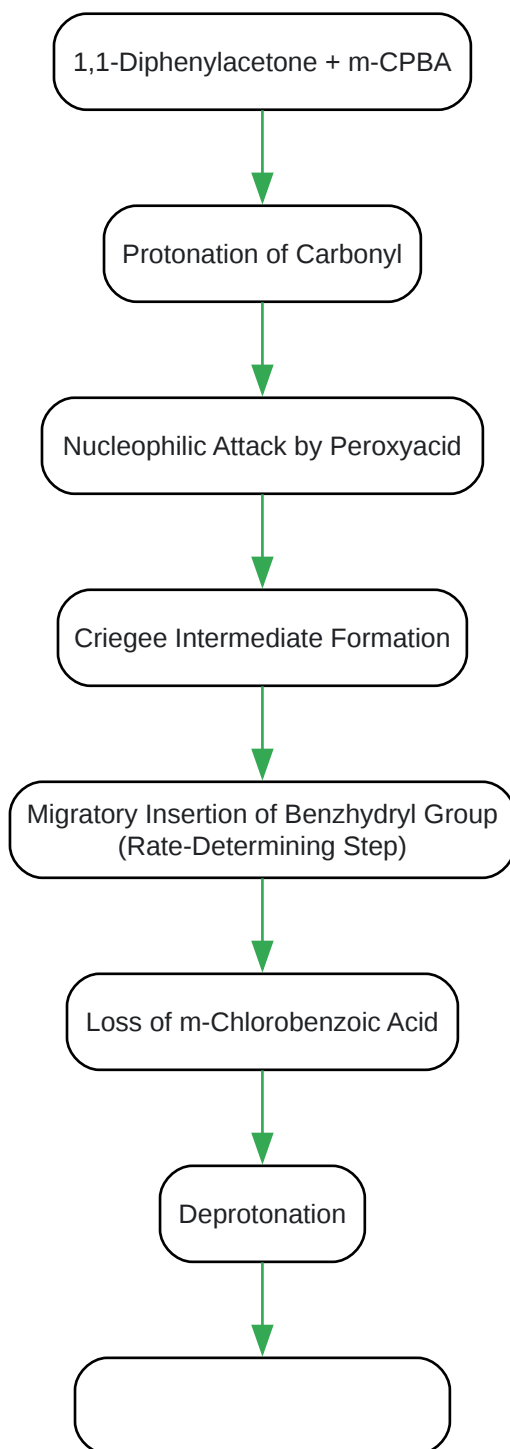 1,1-Diphenylacetone + m-CPBA
Protonation of Carbonyl
Nucleophilic Attack by Peroxyacid
Criegee Intermediate Formation
Migratory Insertion of Benzhydryl Group
(Rate-Determining Step)
Loss of m-Chlorobenzoic Acid
Deprotonation